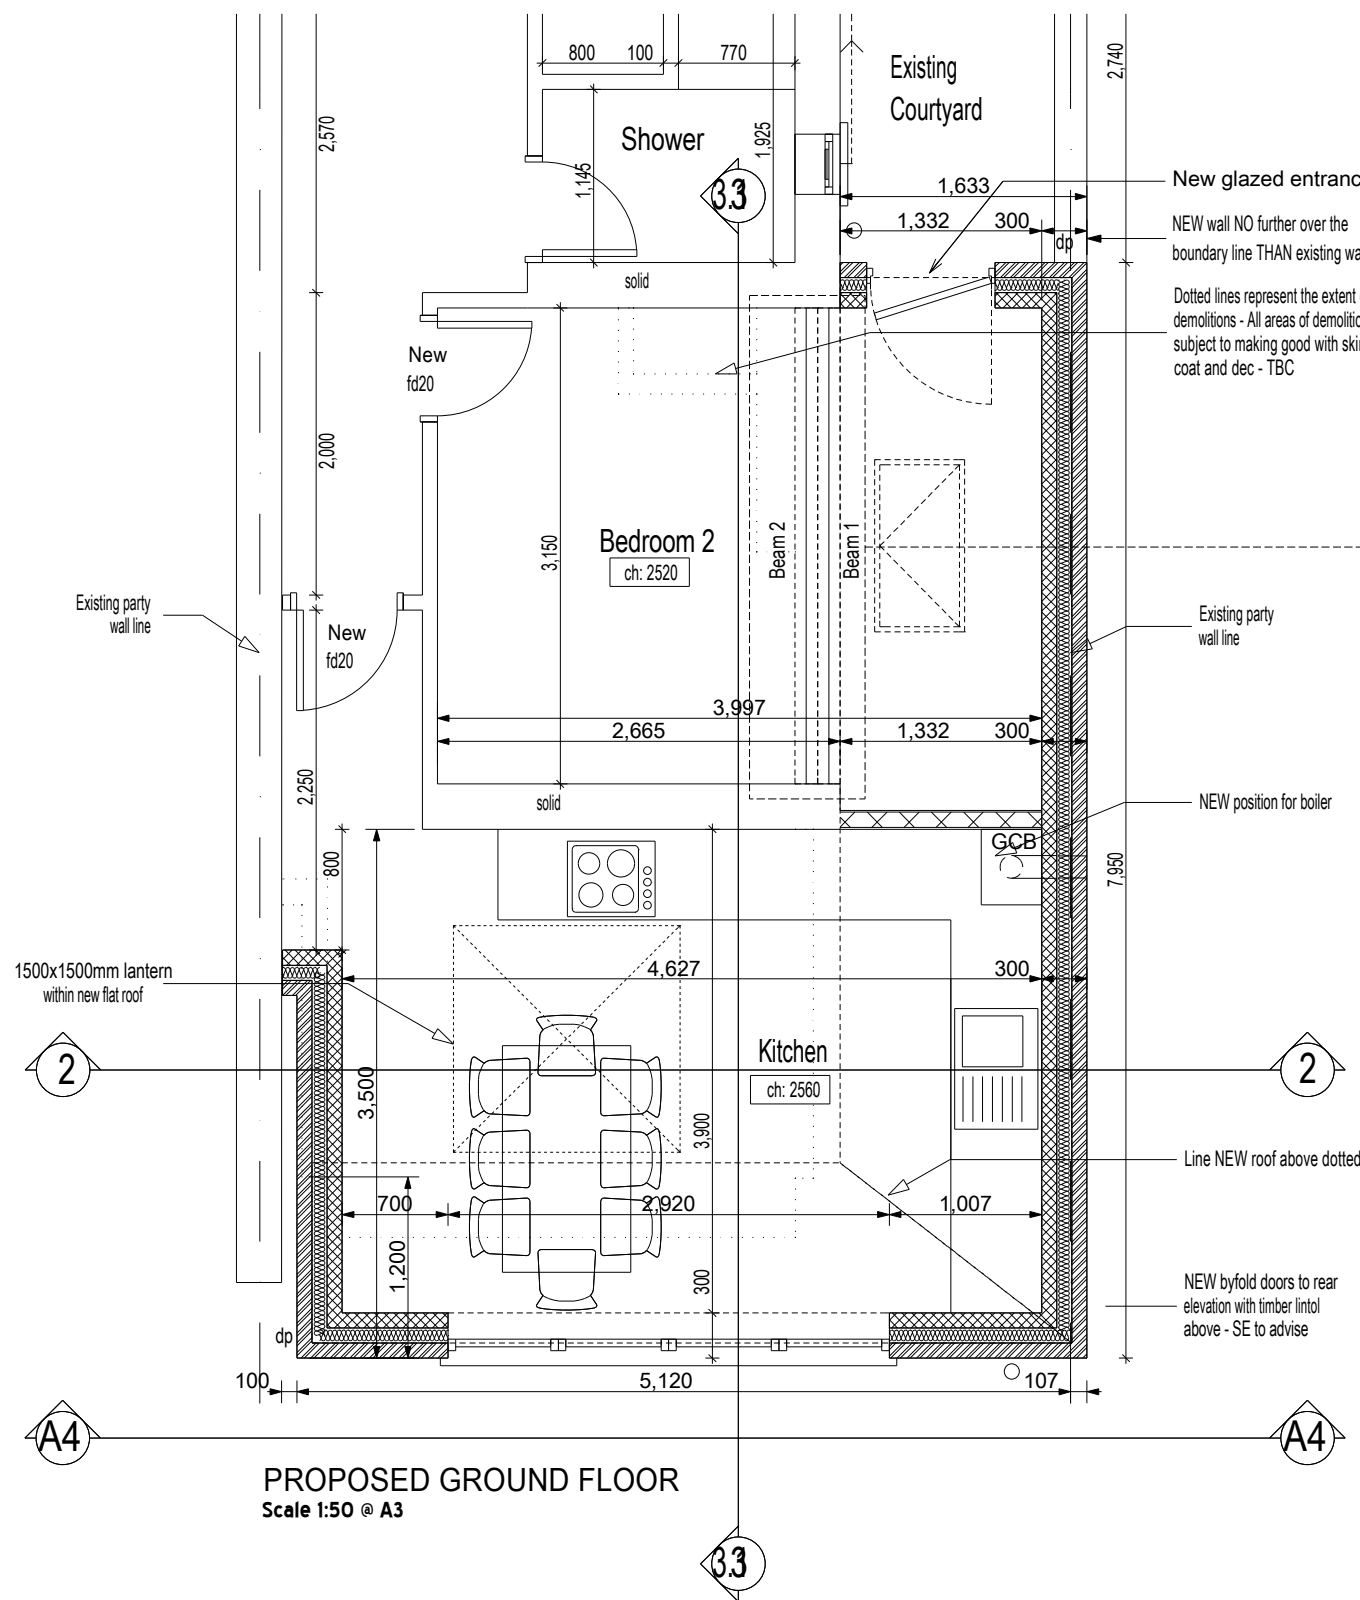 800
100
770
Existing
Courtyard
2,740
2,570
Shower
1,925
1,145
3.3
1,633
New glazed entranc
1,332
300
NEW wall NO further over the
dp
boundary line THAN existing wa
solid
Dotted lines represent the extent
demolitions - All areas of demolitio
subject to making good with ski
coat and dec - TBC
New
fd20
2,000
3,150
Bedroom 2
ch: 2520
Beam 2
Beam 1
Existing party
wall line
New
fd20
Existing party
wall line
3,997
2,665
1,332
300
2,250
solid
NEW position for boiler
GCB
800
7,950
1500x1500mm lantern
within new flat roof
4,627
300
2
Kitchen
ch: 2560
2
3,500
3,900
Line NEW roof above dotted
700
2,920
1,007
1,200
300
NEW byfold doors to rear
elevation with timber lintol
above - SE to advise
dp
100
5,120
107
A4
A4
PROPOSED GROUND FLOOR
Scale 1:50 @ A3
3.3